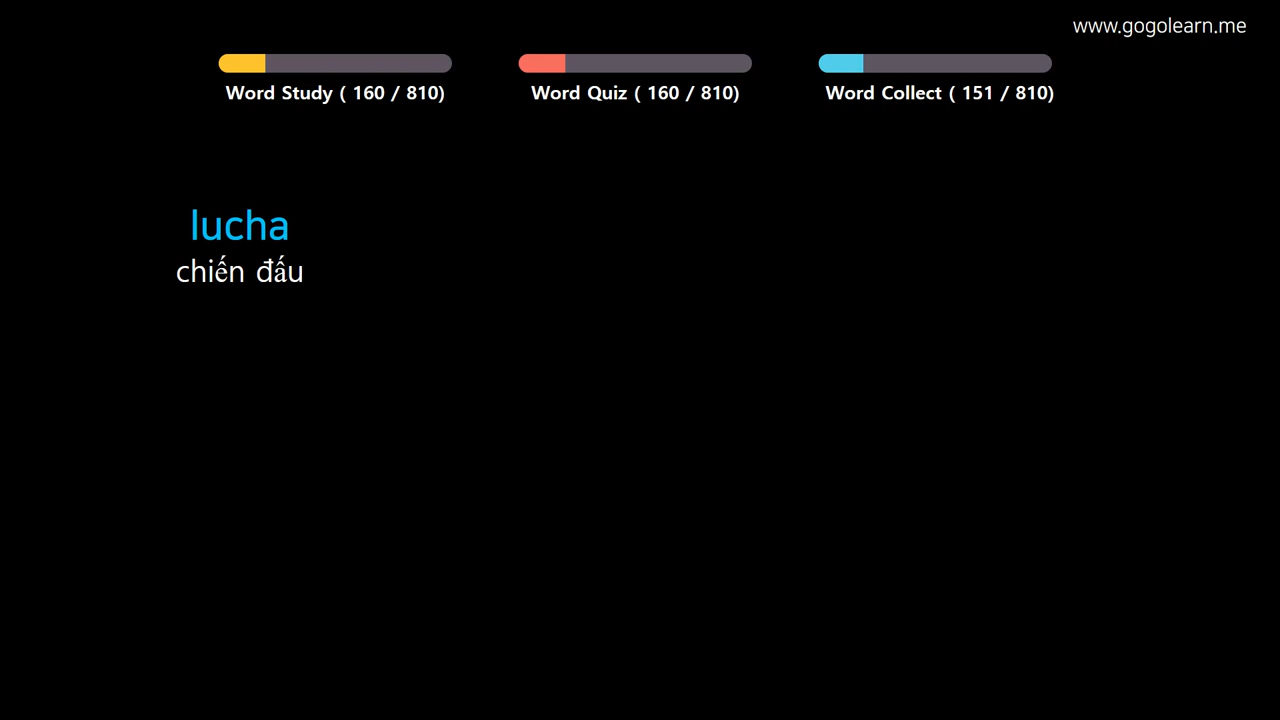 www.gogolearn.me
Word Study ( 160 / 810)
Word Quiz ( 160 / 810)
Word Collect ( 151 / 810)
lucha
chiến đấu